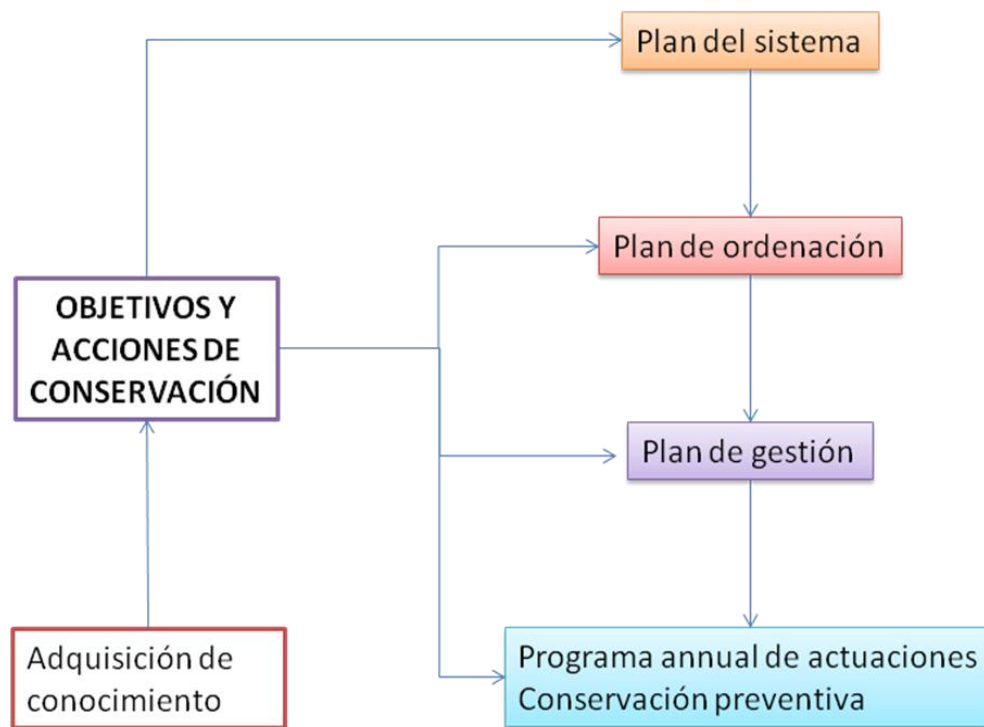 Plan del sistema
Plan de ordenación
OBJETIVOS Y
ACCIONES DE
CONSERVACIÓN
Plan de gestión
Adquisición de
conocimiento
Programa annual de actuaciones
Conservación preventiva